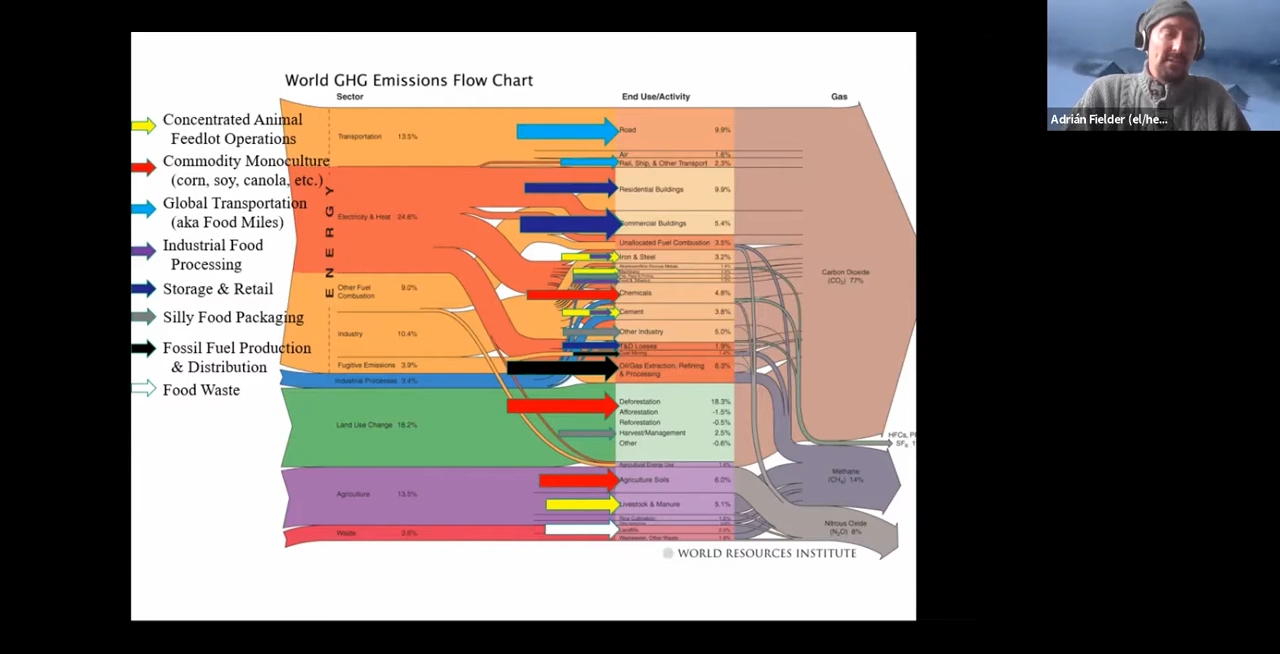 World GHG Emissions Flow Chart
Sector
End Use/Activity
Gas
Concentrated Animal
Feedlot Operations
Commodity Monoculture
(corn, soy, canola, etc.)
Global Transportation
(aka Food Miles)
Industrial Food
Processing
Storage & Retail
Silly Food Packaging
Fossil Fuel Production
& Distribution
Food Waste
ENERGY
Transportation 13.5%
Electricity & Heat 24.6%
Other Fuel
Combustion 9.0%
Industry 10.4%
Fugitive Emissions 3.9%
Industrial Processes 3.4%
Land Use Change 18.2%
Agriculture 13.5%
Waste 3.6%
Road 9.9%
Air 1.6%
Rail, Ship, & Other Transport 2.3%
Residential Buildings 9.9%
Commercial Buildings 5.4%
Unallocated Fuel Combustion 3.5%
Iron & Steel 3.2%
Chemicals 4.8%
Cement 3.8%
Other Industry 5.0%
T&D Losses 1.9%
Coal Mining 1.4%
Oil/Gas Extraction, Refining
& Processing 6.3%
Deforestation 18.3%
Afforestation -1.5%
Reforestation -0.5%
Harvest/Management 2.5%
Other -0.6%
Agricultural Energy Use 1.4%
Agriculture Soils 6.0%
Livestock & Manure 5.1%
Rice Cultivation
Landfills
Wastewater, Other Waste 1.6%
Carbon Dioxide
(CO2) 77%
HFCs,
SF6
Methane
(CH4) 14%
Nitrous Oxide
(N2O) 8%
WORLD RESOURCES INSTITUTE
Adrián Fielder (el/he...